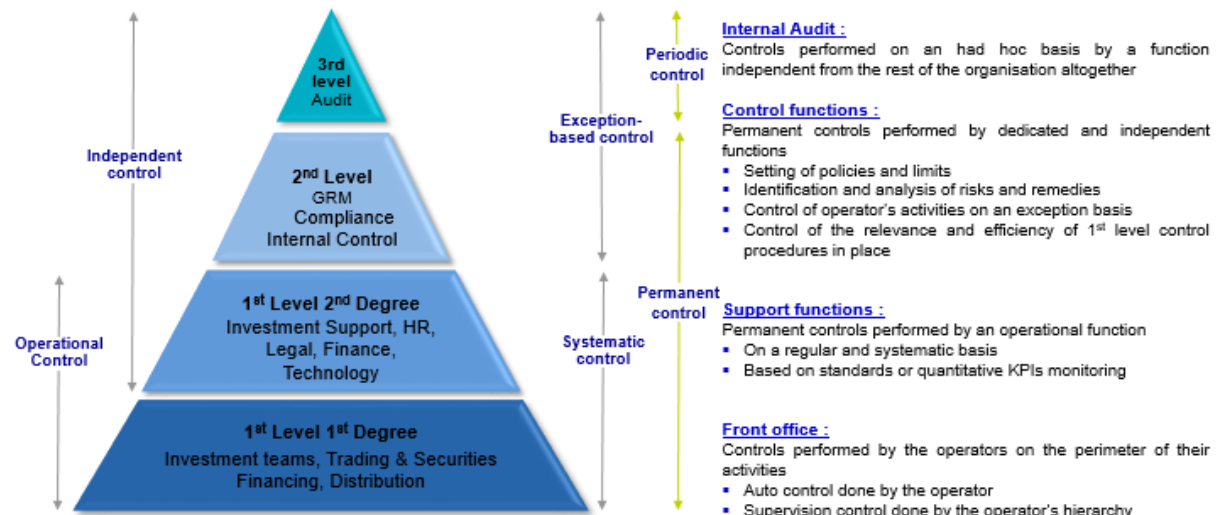 3rd
level
Audit
2nd Level
GRM
Compliance
Internal Control
1st Level 2nd Degree
Investment Support, HR,
Legal, Finance,
Technology
1st Level 1st Degree
Investment teams, Trading & Securities
Financing, Distribution
Independent
control
Operational
Control
Exception-
based control
Systematic
control
Periodic
control
Permanent
control
Internal Audit :
Controls performed on an had hoc basis by a function
independent from the rest of the organisation altogether
Control functions :
Permanent controls performed by dedicated and independent
functions
▪ Setting of policies and limits
▪ Identification and analysis of risks and remedies
▪ Control of operator's activities on an exception basis
▪ Control of the relevance and efficiency of 1st level control
procedures in place
Support functions :
Permanent controls performed by an operational function
▪ On a regular and systematic basis
▪ Based on standards or quantitative KPIs monitoring
Front office :
Controls performed by the operators on the perimeter of their
activities
▪ Auto control done by the operator
▪ Supervision control done by the operator's hierarchy